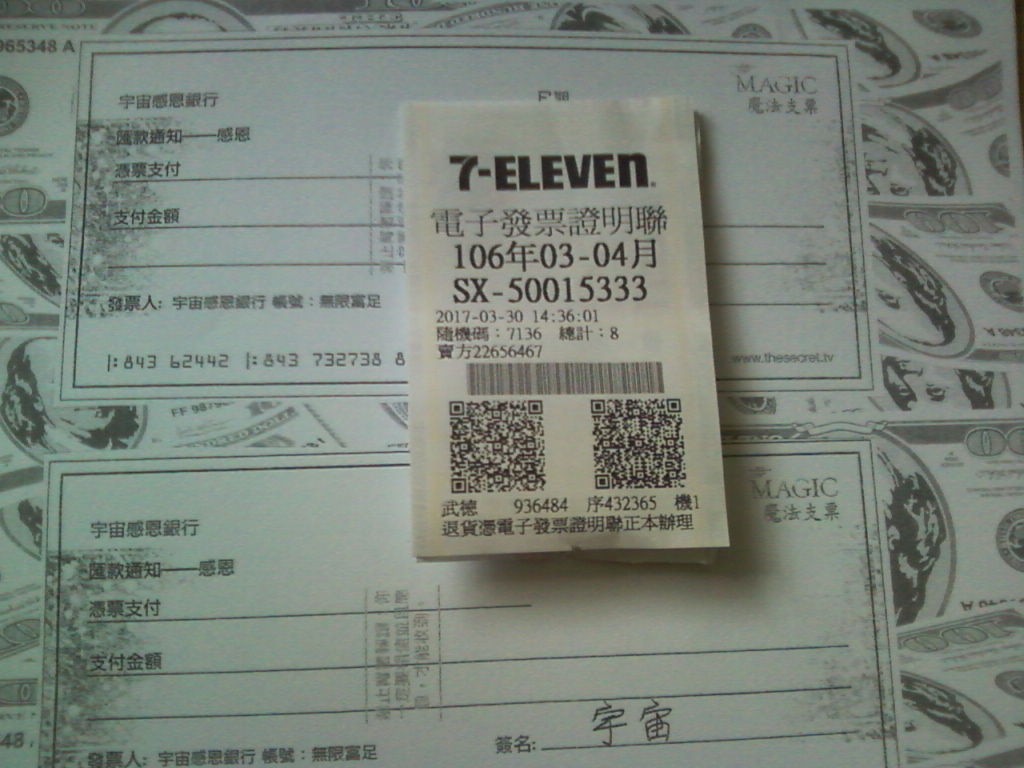 965348 A
MAGIC
魔法支票
宇宙感恩銀行
匯款通知——感恩
憑票支付
支付金額
發票人: 宇宙感恩銀行 帳號：無限富足
|:843 62442 |:843 732738 8
www.thesecret.tv
7-ELEVEN
電子發票證明聯
106年03-04月
SX-50015333
2017-03-30 14:36:01
隨機碼：7136 總計：8
賣方22656467
武德 936484 序432365 機1
退貨憑電子發票證明聯正本辦理
MAGIC
魔法支票
宇宙感恩銀行
匯款通知——感恩
憑票支付
支付金額
發票人: 宇宙感恩銀行 帳號：無限富足
簽名: 宇宙